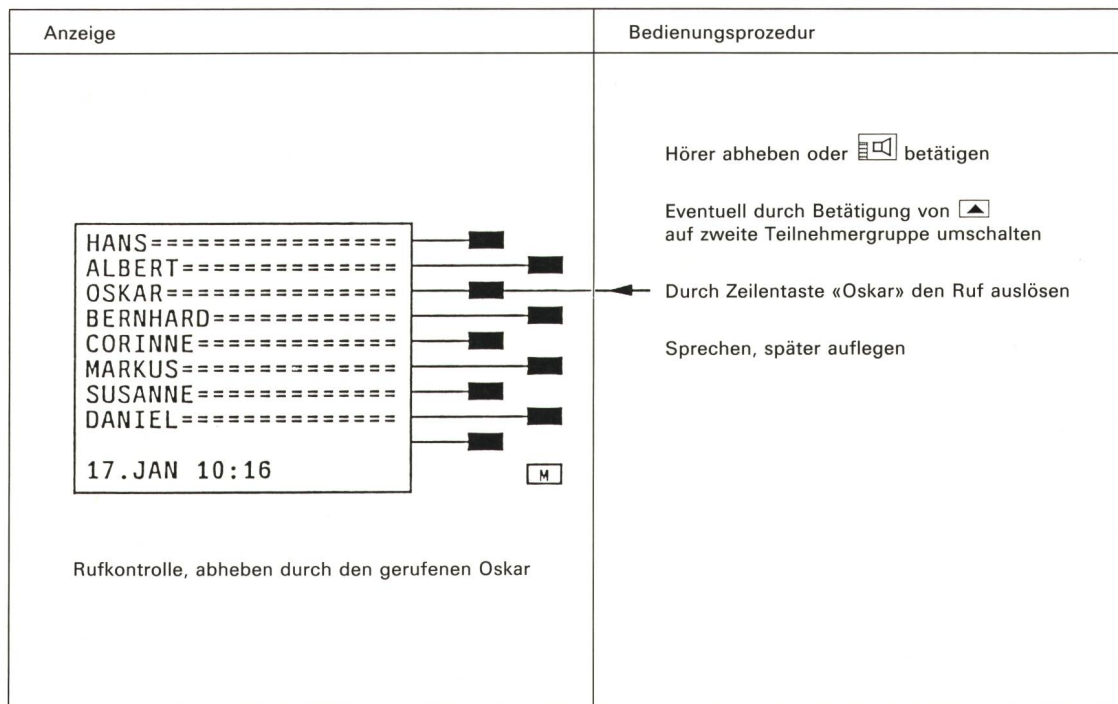 Anzeige
Bedienungsprozedur
Hörer abheben oder betätigen
Eventuell durch Betätigung von
auf zweite Teilnehmergruppe umschalten
HANS=================
ALBERT===============
OSKAR================
BERNHARD=============
CORINNE==============
MARKUS===============
SUSANNE==============
DANIEL===============
17.JAN 10:16
M
Durch Zeilentaste «Oskar» den Ruf auslösen
Sprechen, später auflegen
Rufkontrolle, abheben durch den gerufenen Oskar